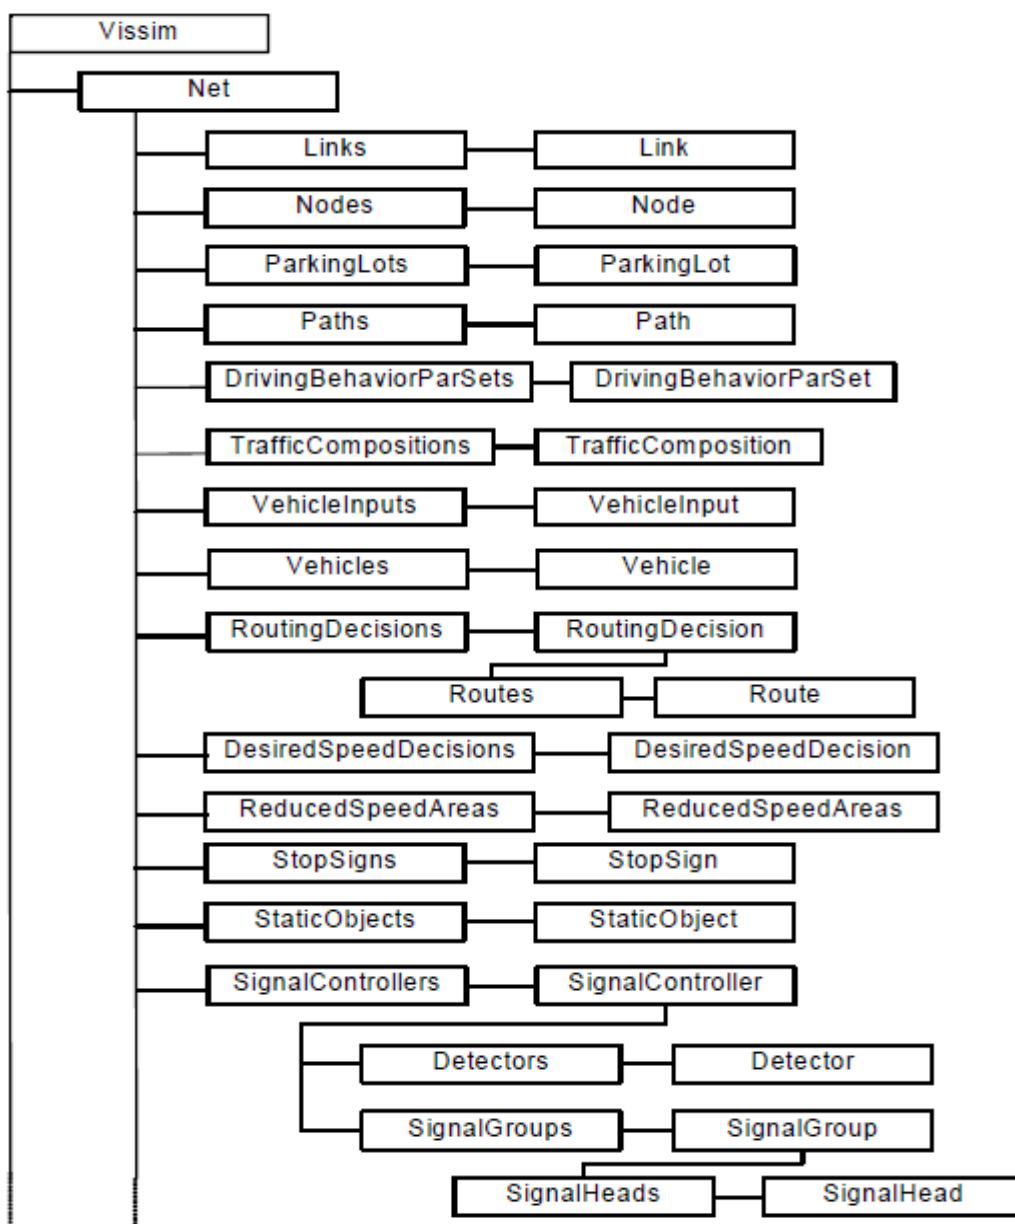 Vissim
Net
Links Link
Nodes Node
ParkingLots ParkingLot
Paths Path
DrivingBehaviorParSets DrivingBehaviorParSet
TrafficCompositions TrafficComposition
VehicleInputs VehicleInput
Vehicles Vehicle
RoutingDecisions RoutingDecision
Routes Route
DesiredSpeedDecisions DesiredSpeedDecision
ReducedSpeedAreas ReducedSpeedAreas
StopSigns StopSign
StaticObjects StaticObject
SignalControllers SignalController
Detectors Detector
SignalGroups SignalGroup
SignalHeads SignalHead